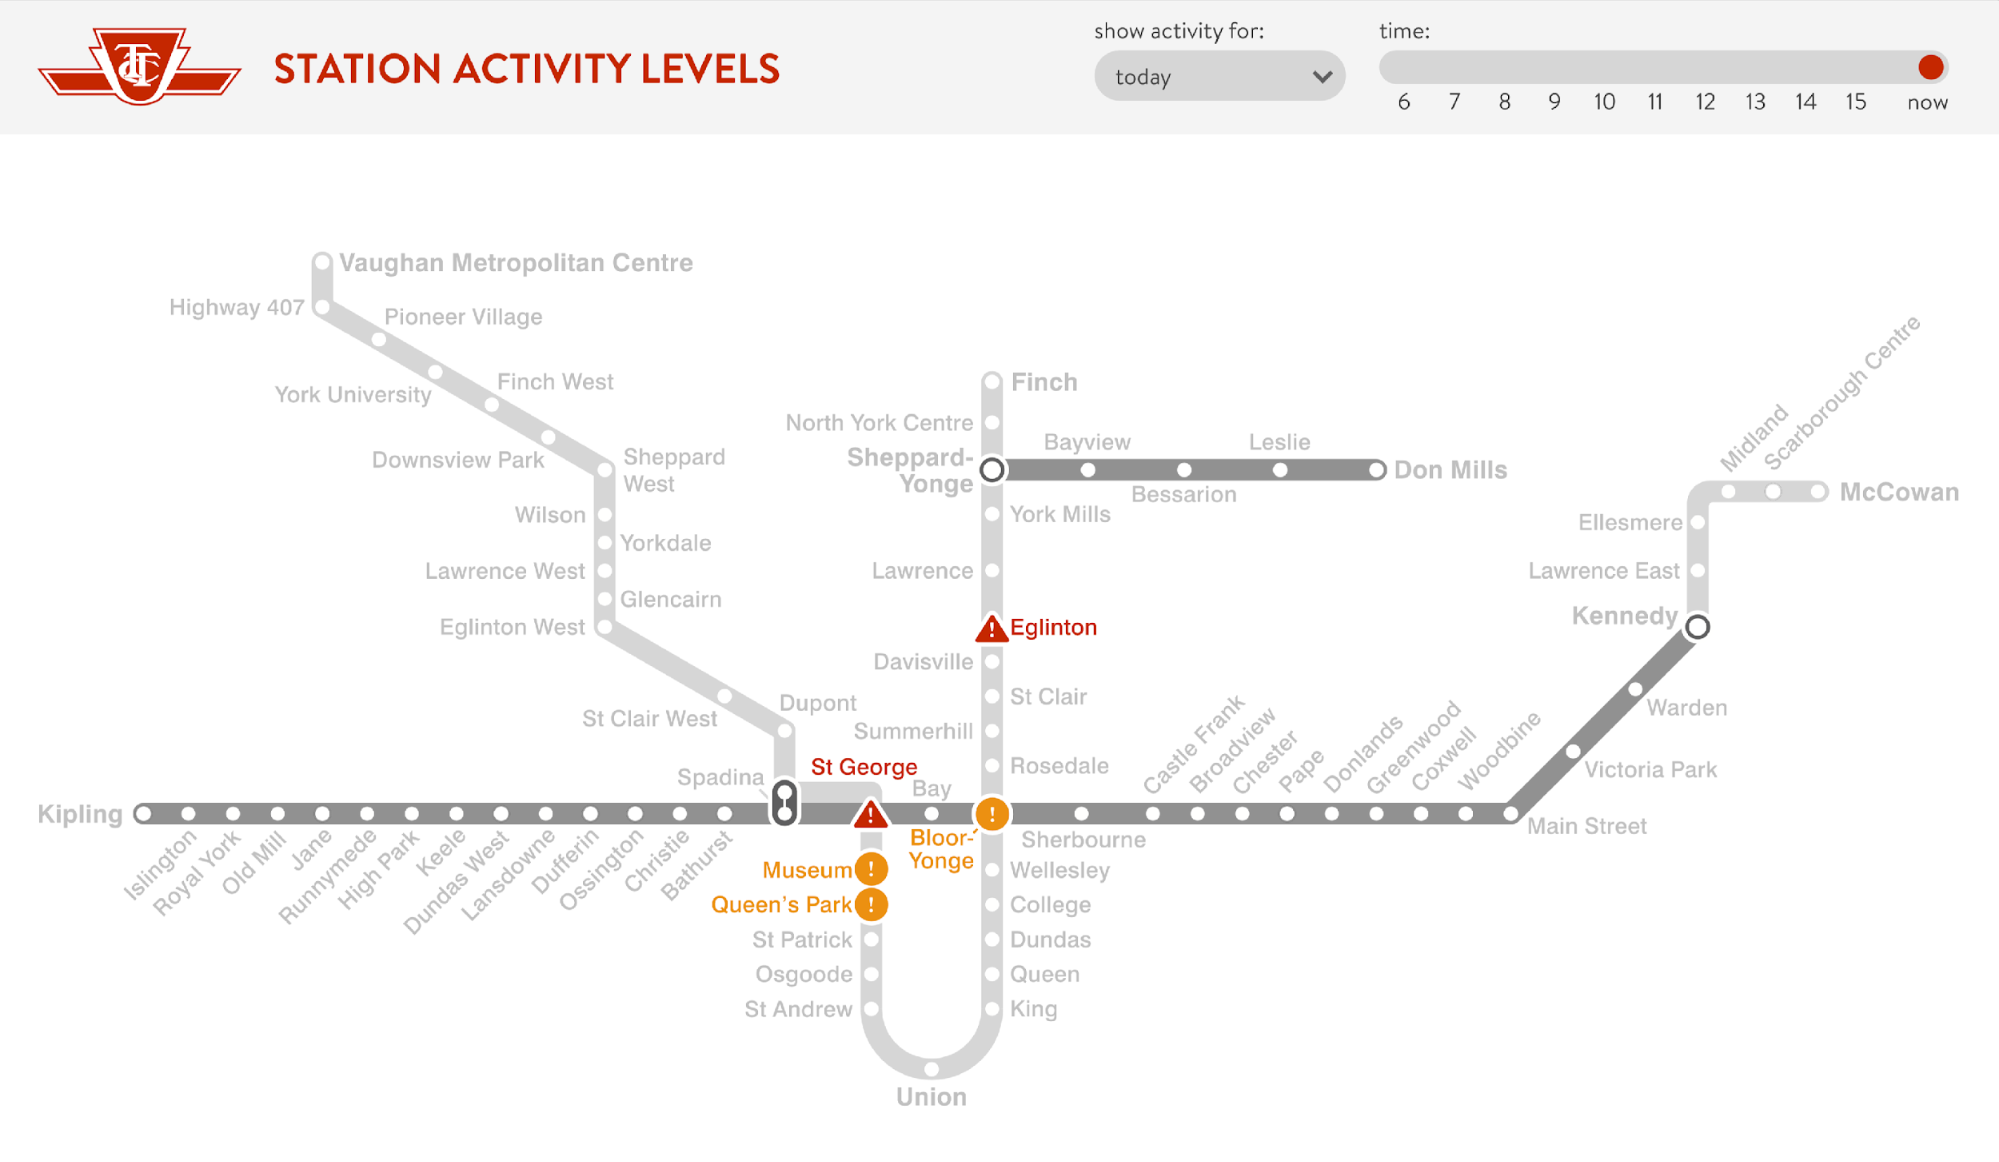 TTC
STATION ACTIVITY LEVELS
show activity for:
today
time:
6 7 8 9 10 11 12 13 14 15 now
Vaughan Metropolitan Centre
Highway 407
Pioneer Village
York University
Finch West
Downsview Park
Sheppard
West
Wilson
Yorkdale
Lawrence West
Glencairn
Eglinton West
St Clair West
Dupont
Spadina
St George
Finch
North York Centre
Sheppard-
Yonge
Bayview
Bessarion
Leslie
Don Mills
York Mills
Lawrence
! Eglinton
Davisville
St Clair
Summerhill
Rosedale
Midland
Scarborough Centre
McCowan
Ellesmere
Lawrence East
Kennedy
Warden
Victoria Park
Main Street
Kipling
Islington
Royal York
Old Mill
Jane
Runnymede
High Park
Keele
Dundas West
Lansdowne
Dufferin
Ossington
Christie
Bathurst
!
Bay
!
Bloor-
Yonge
Sherbourne
Castle Frank
Broadview
Chester
Pape
Donlands
Greenwood
Coxwell
Woodbine
Museum !
Queen's Park !
St Patrick
Osgoode
St Andrew
Union
Wellesley
College
Dundas
Queen
King